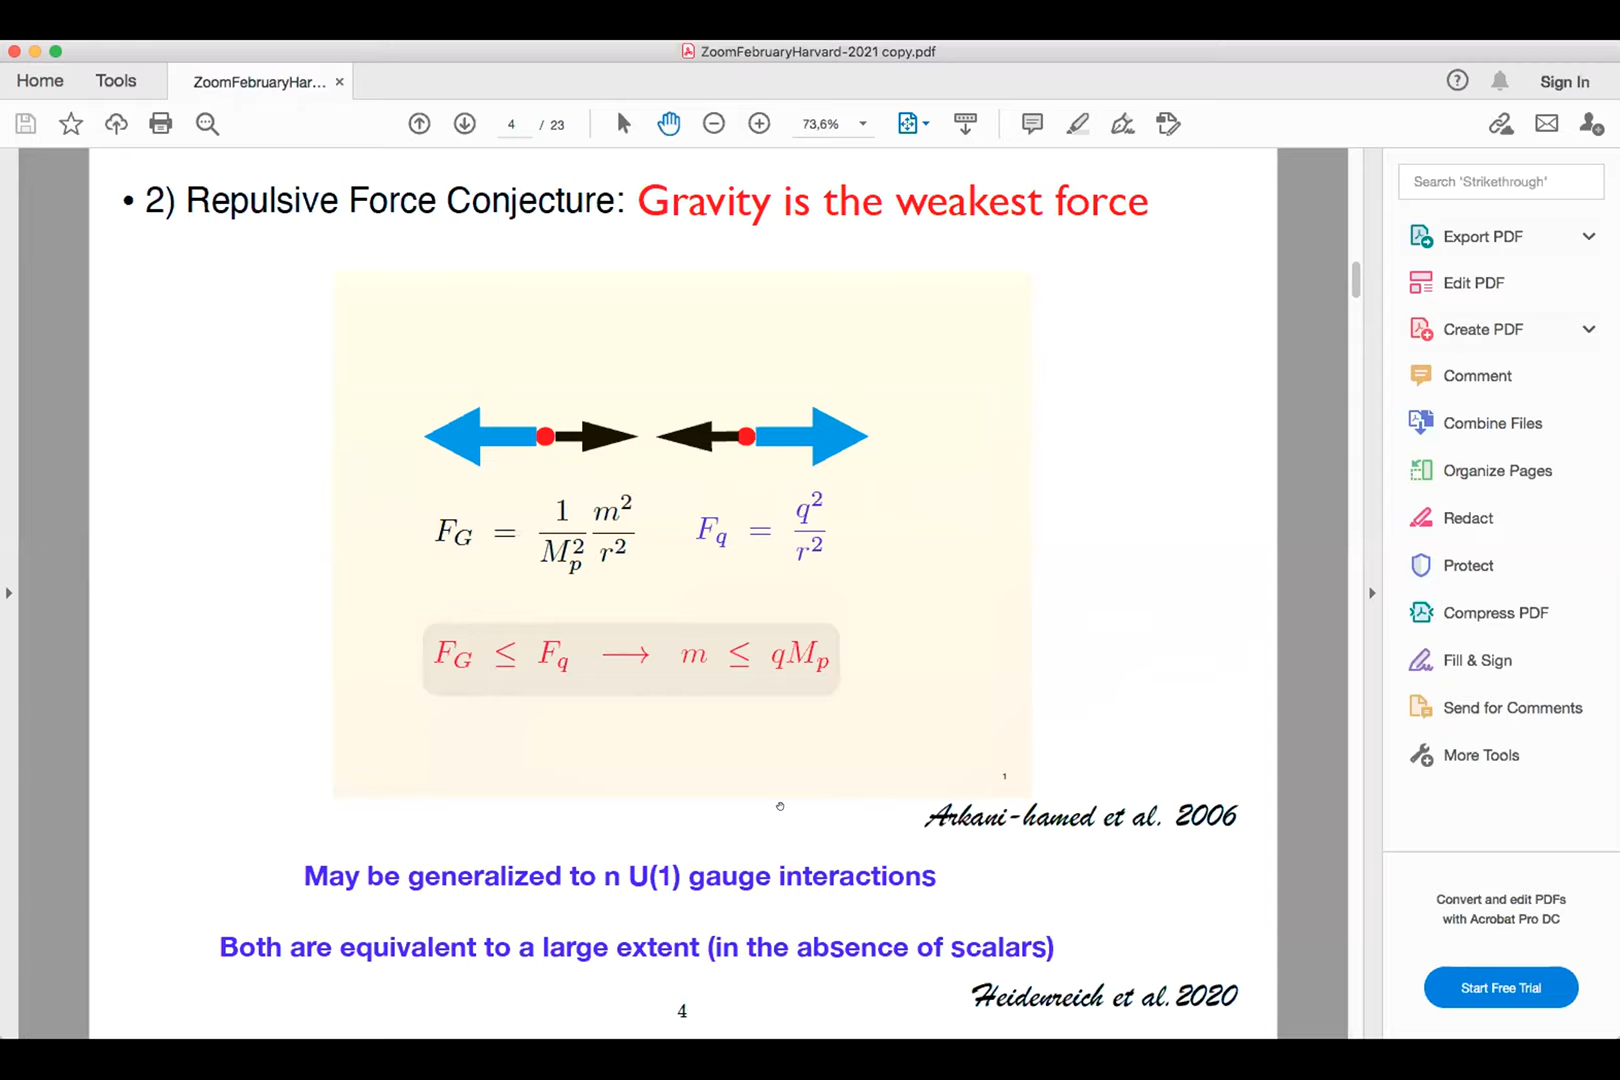 ZoomFebruaryHarvard-2021 copy.pdf
Home Tools ZoomFebruaryHar... × Sign In
4 / 23 73,6%
• 2) Repulsive Force Conjecture: Gravity is the weakest force
F_G = \frac{1}{M_p^2} \frac{m^2}{r^2} F_q = \frac{q^2}{r^2}
F_G ≤ F_q ⟶ m ≤ qM_p
1
Arkani-hamed et al. 2006
May be generalized to n U(1) gauge interactions
Both are equivalent to a large extent (in the absence of scalars)
Heidenreich et al. 2020
4
Search 'Strikethrough'
Export PDF
Edit PDF
Create PDF
Comment
Combine Files
Organize Pages
Redact
Protect
Compress PDF
Fill & Sign
Send for Comments
More Tools
Convert and edit PDFs
with Acrobat Pro DC
Start Free Trial